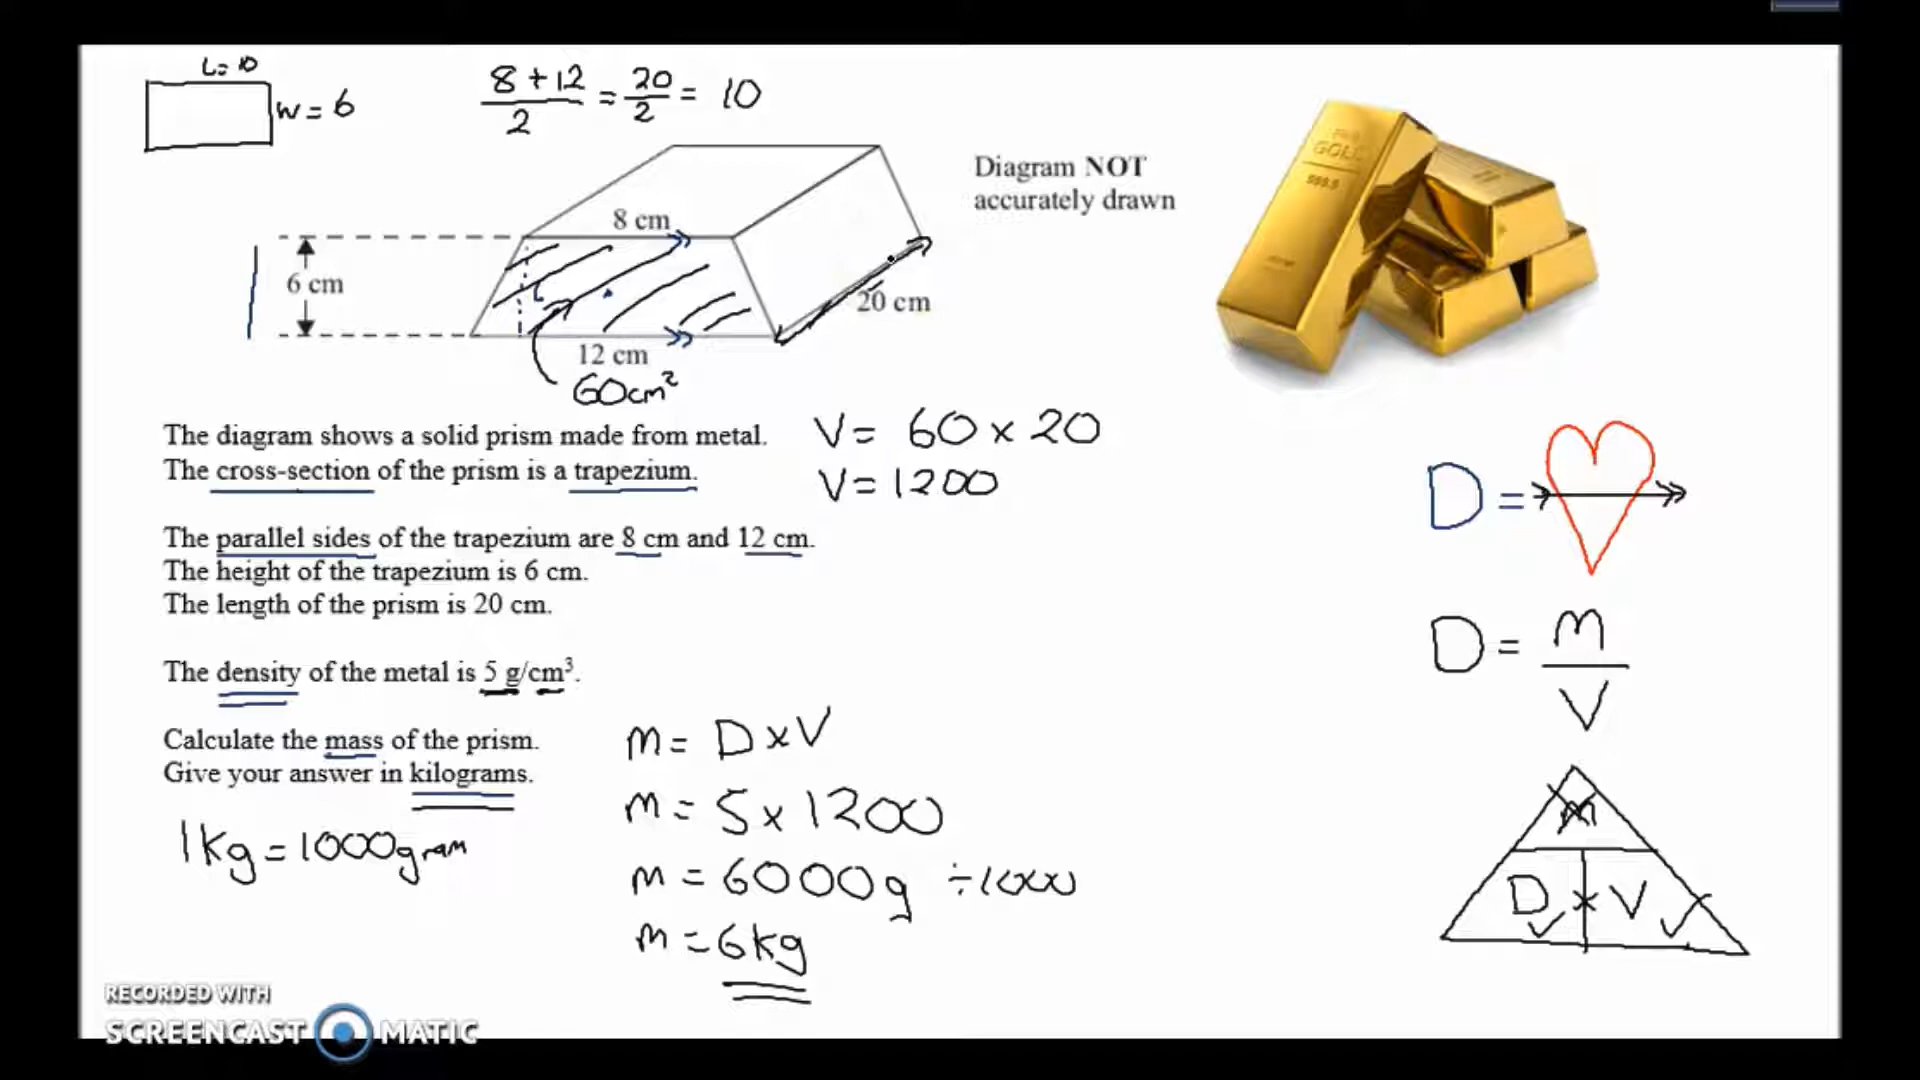 L=10
W=6
8+12/2 = 20/2 = 10
Diagram NOT
accurately drawn
8 cm
6 cm
20 cm
12 cm
60cm²
GOLD
999.9
The diagram shows a solid prism made from metal.
The cross-section of the prism is a trapezium.
V= 60 x 20
V=1200
The parallel sides of the trapezium are 8 cm and 12 cm.
The height of the trapezium is 6 cm.
The length of the prism is 20 cm.
D=
D= m/V
The density of the metal is 5 g/cm³.
Calculate the mass of the prism.
Give your answer in kilograms.
1Kg=1000gram
m= DxV
m= 5x1200
m=6000g ÷1000
m=6kg
m
D x V
RECORDED WITH
SCREENCAST MATIC